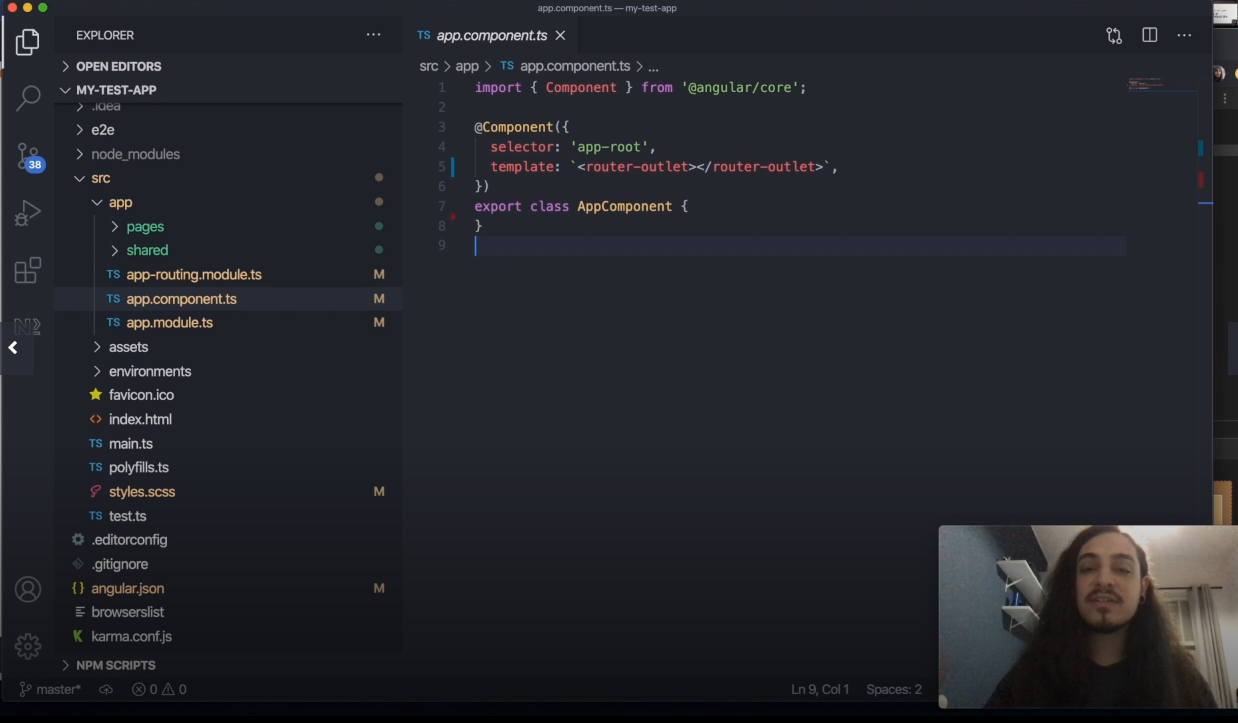 app.component.ts — my-test-app
EXPLORER
OPEN EDITORS
MY-TEST-APP
.idea
e2e
node_modules
src
app
pages
shared
TS app-routing.module.ts M
TS app.component.ts M
TS app.module.ts M
assets
environments
favicon.ico
<> index.html
TS main.ts
TS polyfills.ts
styles.scss M
TS test.ts
.editorconfig
.gitignore
{} angular.json M
browserslist
K karma.conf.js
NPM SCRIPTS
38
TS app.component.ts
src > app > TS app.component.ts > ...
1 import { Component } from '@angular/core';
2
3 @Component({
4 selector: 'app-root',
5 template: `<router-outlet></router-outlet>`,
6 })
7 export class AppComponent {
8 }
9
master* 0 0
Ln 9, Col 1 Spaces: 2